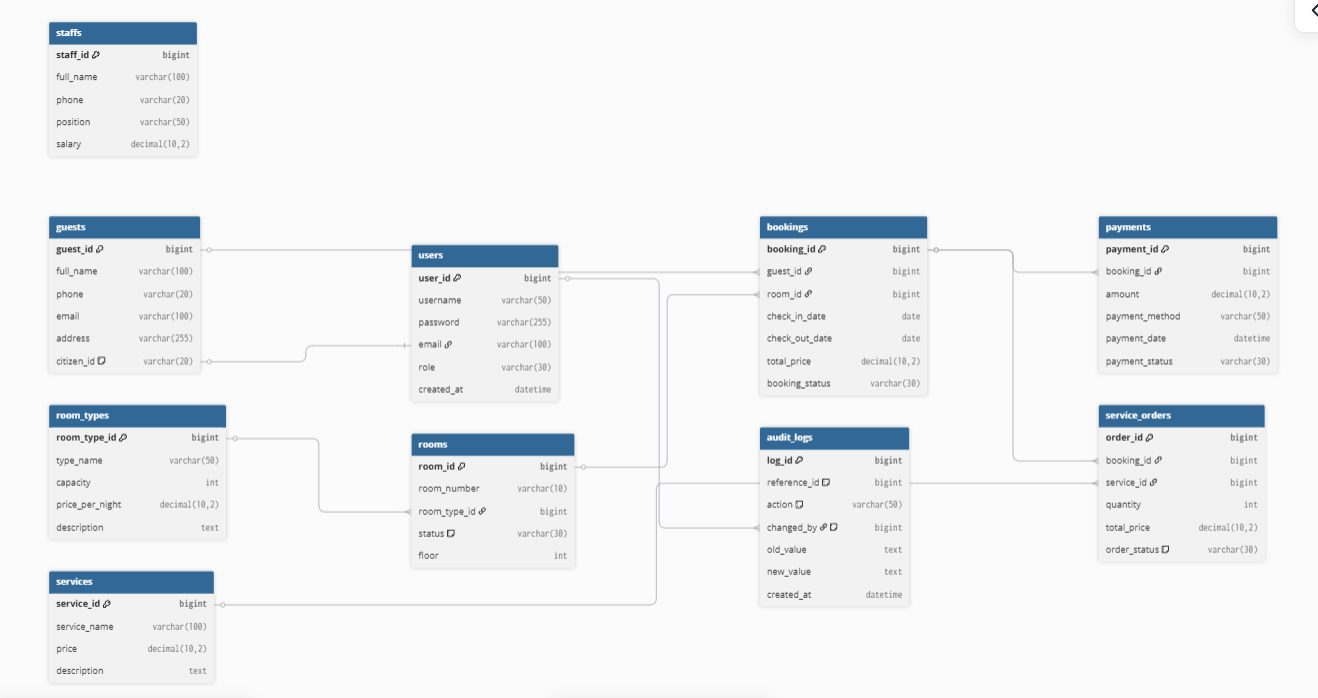 staffs
staff_id bigint
full_name varchar(100)
phone varchar(20)
position varchar(50)
salary decimal(10,2)
guests
guest_id bigint
full_name varchar(100)
phone varchar(20)
email varchar(100)
address varchar(255)
citizen_id varchar(20)
users
user_id bigint
username varchar(50)
password varchar(255)
email varchar(100)
role varchar(30)
created_at datetime
bookings
booking_id bigint
guest_id bigint
room_id bigint
check_in_date date
check_out_date date
total_price decimal(10,2)
booking_status varchar(30)
payments
payment_id bigint
booking_id bigint
amount decimal(10,2)
payment_method varchar(50)
payment_date datetime
payment_status varchar(30)
room_types
room_type_id bigint
type_name varchar(50)
capacity int
price_per_night decimal(10,2)
description text
rooms
room_id bigint
room_number varchar(10)
room_type_id bigint
status varchar(30)
floor int
audit_logs
log_id bigint
reference_id bigint
action varchar(50)
changed_by bigint
old_value text
new_value text
created_at datetime
service_orders
order_id bigint
booking_id bigint
service_id bigint
quantity int
total_price decimal(10,2)
order_status varchar(30)
services
service_id bigint
service_name varchar(100)
price decimal(10,2)
description text